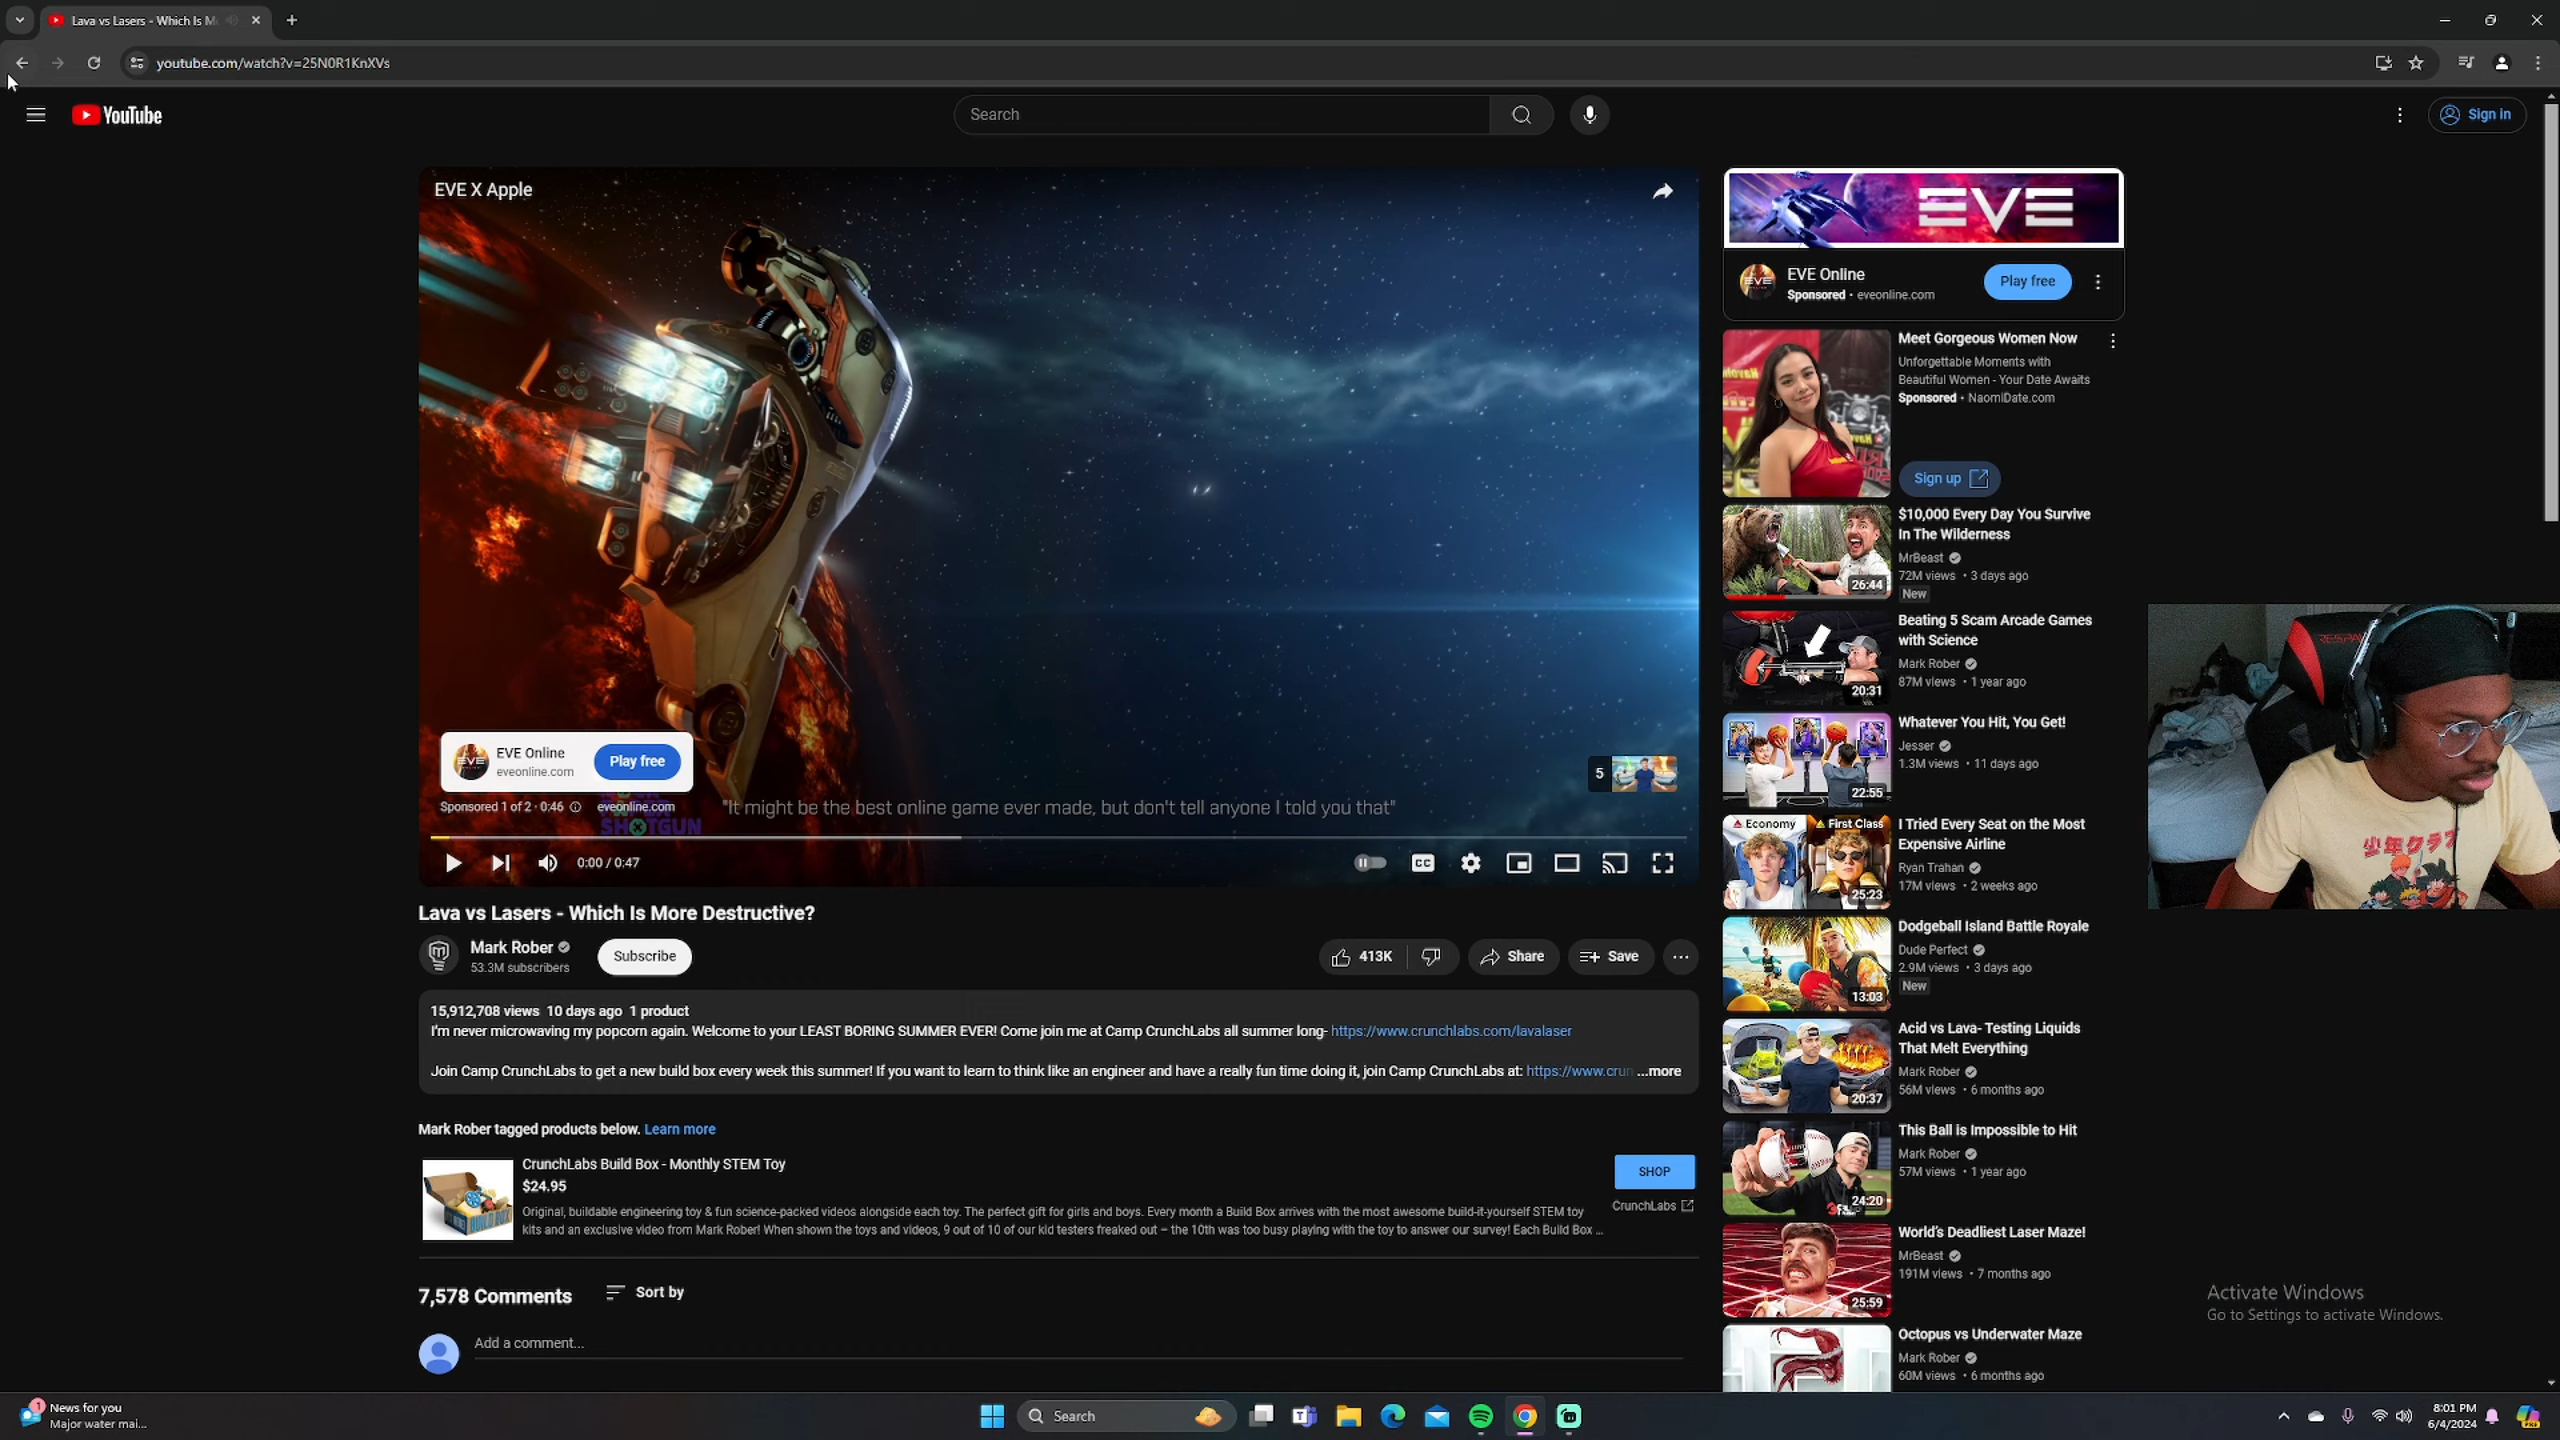 Lava vs Lasers - Which Is M
youtube.com/watch?v=25N0R1KnXVs
YouTube
Search
Sign in
EVE X Apple
EVE Online
eveonline.com
Play free
Sponsored 1 of 2 · 0:46
eveonline.com
SHOTGUN
"It might be the best online game ever made, but don't tell anyone I told you that"
5
0:00 / 0:47
CC
Lava vs Lasers - Which Is More Destructive?
Mark Rober
53.3M subscribers
Subscribe
413K
Share
Save
15,912,708 views 10 days ago 1 product
I'm never microwaving my popcorn again. Welcome to your LEAST BORING SUMMER EVER! Come join me at Camp CrunchLabs all summer long- https://www.crunchlabs.com/lavalaser
Join Camp CrunchLabs to get a new build box every week this summer! If you want to learn to think like an engineer and have a really fun time doing it, join Camp CrunchLabs at: https://www.crun ...more
Mark Rober tagged products below. Learn more
CrunchLabs Build Box - Monthly STEM Toy
$24.95
Original, buildable engineering toy & fun science-packed videos alongside each toy. The perfect gift for girls and boys. Every month a Build Box arrives with the most awesome build-it-yourself STEM toy
kits and an exclusive video from Mark Rober! When shown the toys and videos, 9 out of 10 of our kid testers freaked out – the 10th was too busy playing with the toy to answer our survey! Each Build Box ...
SHOP
CrunchLabs
BUILD BOX
7,578 Comments
Sort by
Add a comment...
EVE
EVE Online
Sponsored · eveonline.com
Play free
Meet Gorgeous Women Now
Unforgettable Moments with
Beautiful Women - Your Date Awaits
Sponsored · NaomiDate.com
Sign up
$10,000 Every Day You Survive
In The Wilderness
MrBeast
72M views · 3 days ago
New
26:44
Beating 5 Scam Arcade Games
with Science
Mark Rober
87M views · 1 year ago
20:31
Whatever You Hit, You Get!
Jesser
1.3M views · 11 days ago
22:55
Economy
First Class
I Tried Every Seat on the Most
Expensive Airline
Ryan Trahan
17M views · 2 weeks ago
25:23
Dodgeball Island Battle Royale
Dude Perfect
2.9M views · 3 days ago
New
13:03
Acid vs Lava- Testing Liquids
That Melt Everything
Mark Rober
56M views · 6 months ago
20:37
This Ball is Impossible to Hit
Mark Rober
57M views · 1 year ago
24:20
World's Deadliest Laser Maze!
MrBeast
191M views · 7 months ago
25:59
Octopus vs Underwater Maze
Mark Rober
60M views · 6 months ago
RESPA
少年クラブ
Activate Windows
Go to Settings to activate Windows.
1
News for you
Major water mai...
Search
8:01 PM
6/4/2024